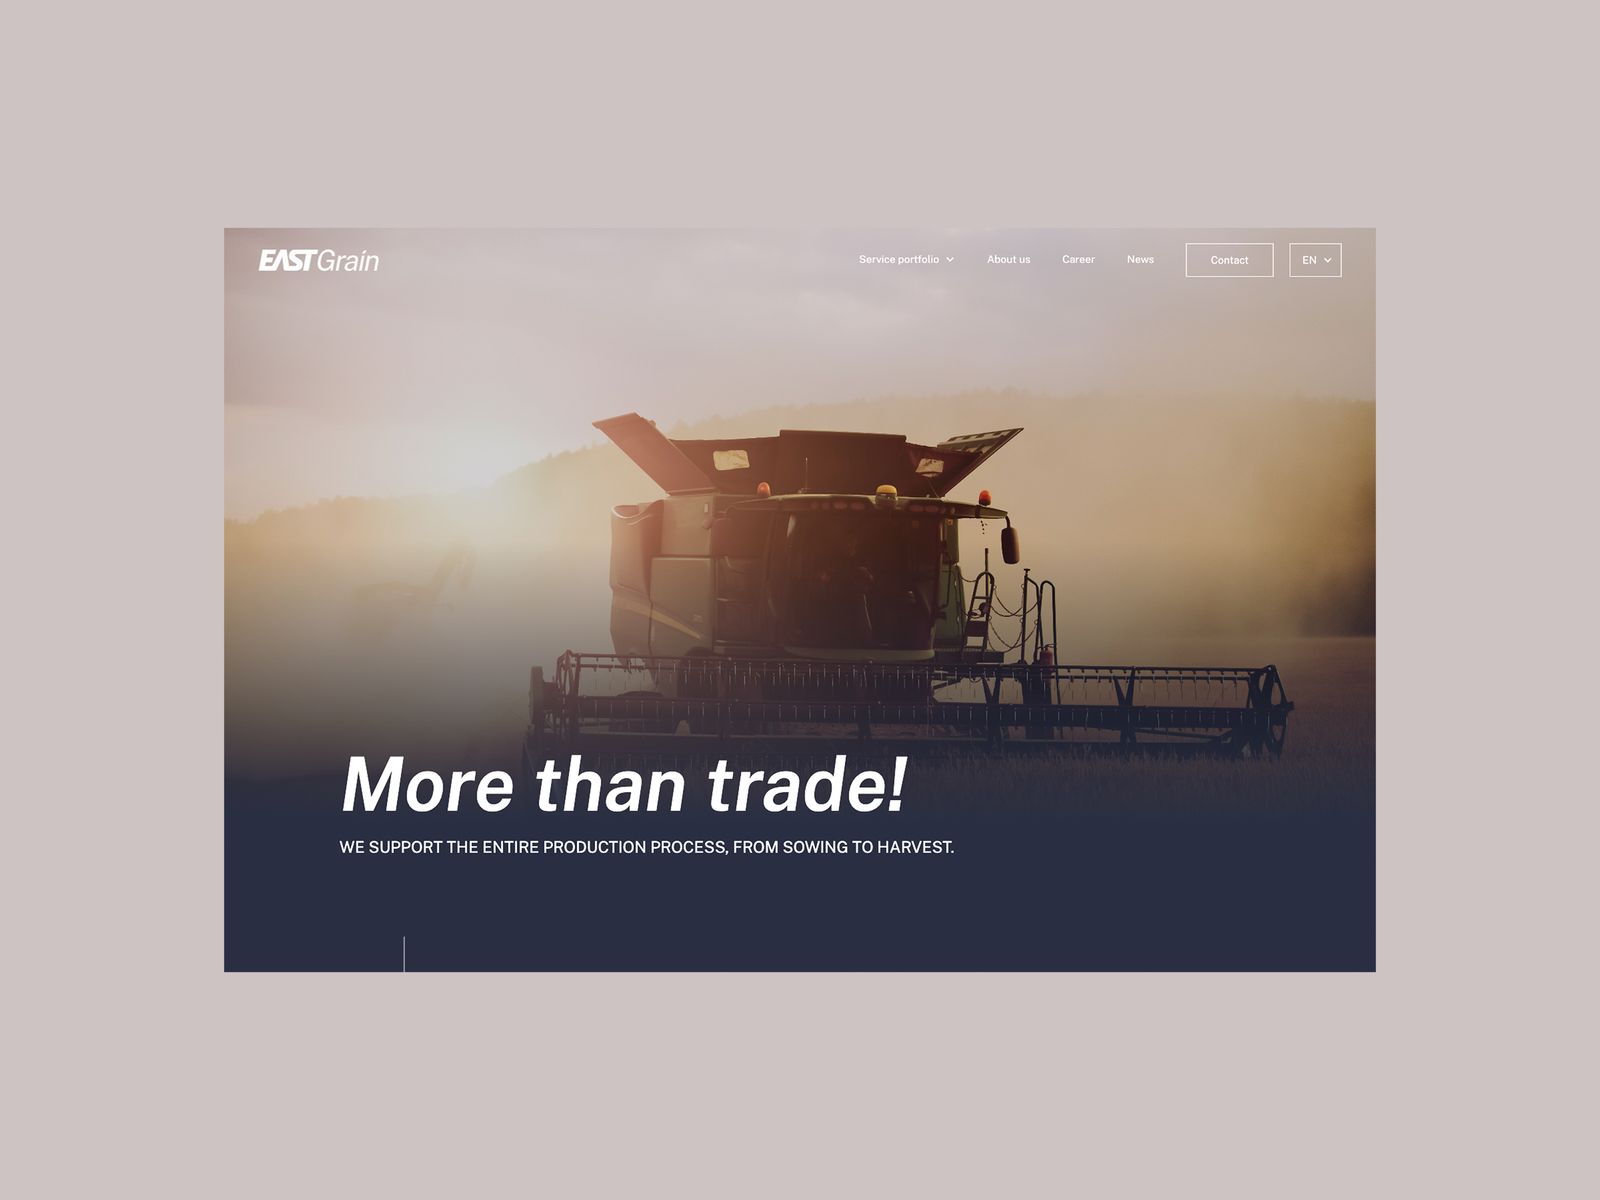 EASTGrain
Service portfolio
About us
Career
News
Contact
EN
More than trade!
WE SUPPORT THE ENTIRE PRODUCTION PROCESS, FROM SOWING TO HARVEST.